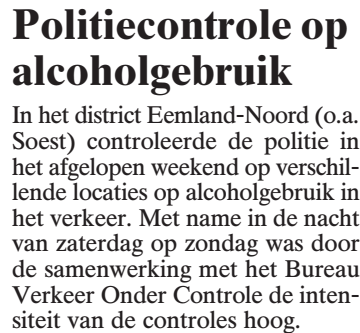 Politiecontrole op
alcoholgebruik
In het district Eemland-Noord (o.a.
Soest) controleerde de politie in
het afgelopen weekend op verschil-
lende locaties op alcoholgebruik in
het verkeer. Met name in de nacht
van zaterdag op zondag was door
de samenwerking met het Bureau
Verkeer Onder Controle de inten-
siteit van de controles hoog.